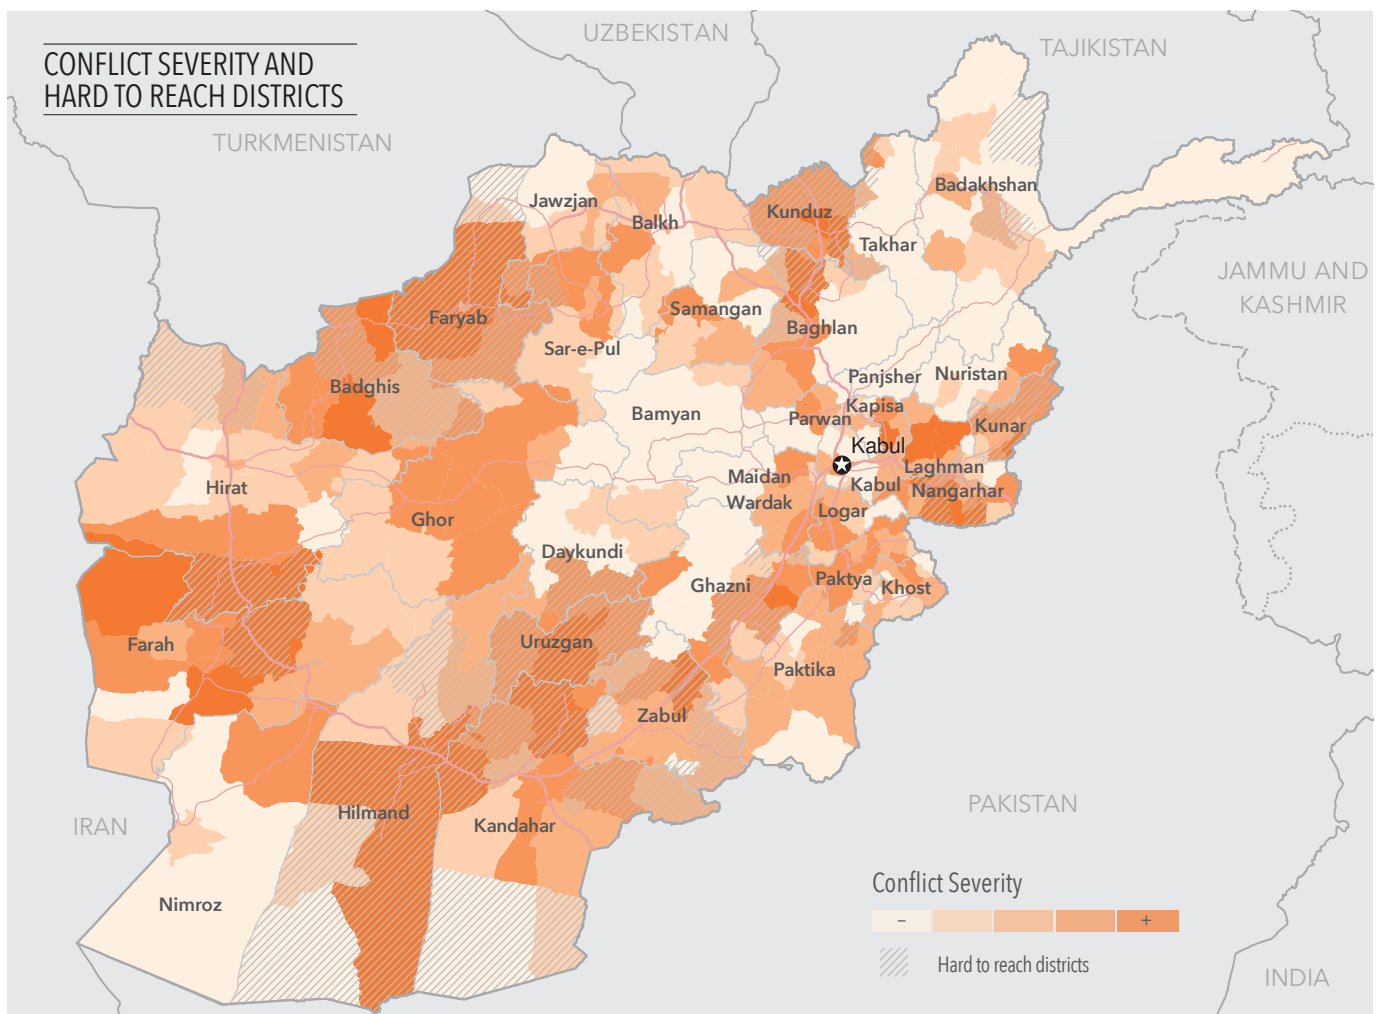 CONFLICT SEVERITY AND
HARD TO REACH DISTRICTS
UZBEKISTAN
TAJIKISTAN
TURKMENISTAN
JAMMU AND
KASHMIR
Jawzjan
Balkh
Kunduz
Takhar
Badakhshan
Faryab
Sar-e-Pul
Samangan
Baghlan
Badghis
Bamyan
Panjsher
Nuristan
Kapisa
Parwan
Kunar
Kabul
Hirat
Ghor
Maidan
Wardak
Kabul
Laghman
Nangarhar
Logar
Daykundi
Ghazni
Paktya
Khost
Farah
Uruzgan
Paktika
Zabul
Hilmand
Kandahar
Nimroz
IRAN
PAKISTAN
INDIA
Conflict Severity
– +
Hard to reach districts